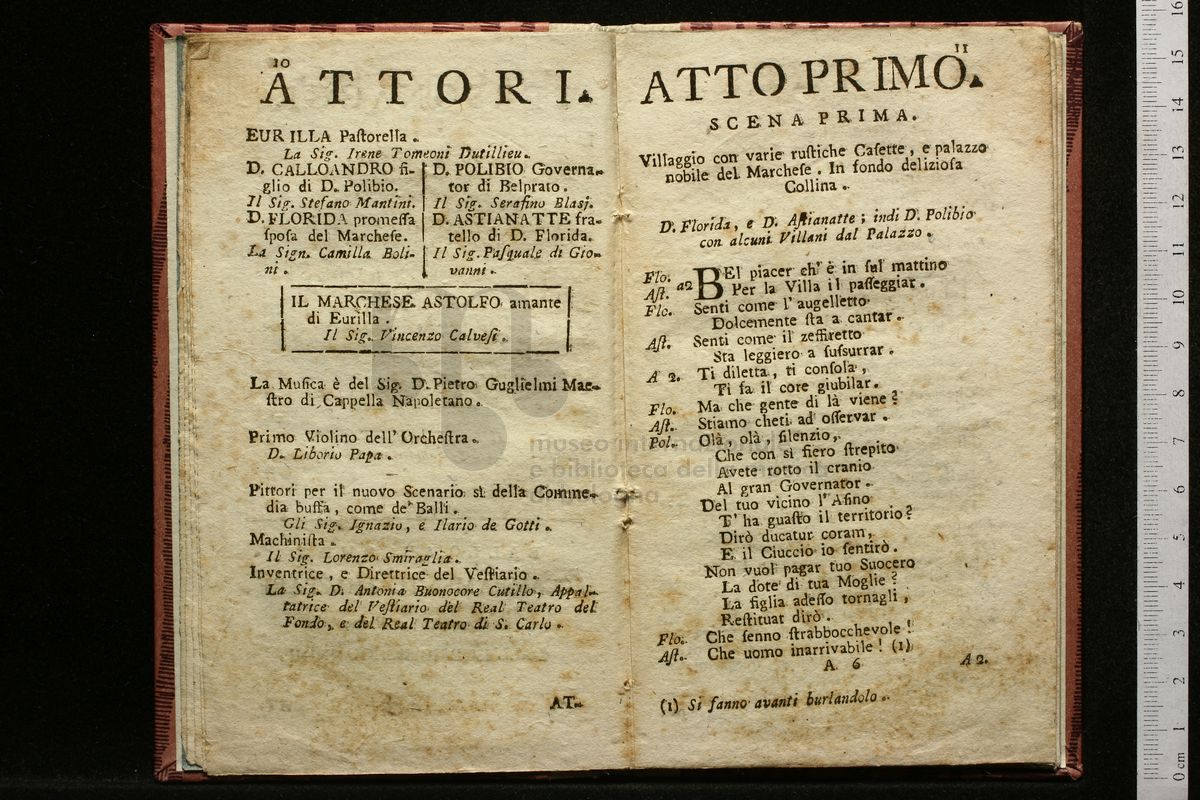 10
ATTORI.
EURILLA Paſtorella.
La Sig. Irene Tomeoni Dutillieu.
D. CALLOANDRO fi-
glio di D. Polibio.
Il Sig. Stefano Mantini.
D. FLORIDA promeſſa
ſpoſa del Marcheſe.
La Sign. Camilla Boli-
ni.
D. POLIBIO Governa-
tor di Belprato.
Il Sig. Serafino Blasj.
D. ASTIANATTE fra-
tello di D. Florida.
Il Sig. Paſquale di Gio-
vanni.
IL MARCHESE ASTOLFO amante
di Eurilla.
Il Sig. Vincenzo Calveſi.
La Muſica è del Sig. D. Pietro Guglielmi Mae-
ſtro di Cappella Napoletano.
Primo Violino dell' Orcheſtra.
D. Liborio Papa.
Pittori per il nuovo Scenario sì della Comme-
dia buffa, come de' Balli.
Gli Sig. Ignazio, e Ilario de Gotti.
Machiniſta.
Il Sig. Lorenzo Smiraglia.
Inventrice, e Direttrice del Veſtiario.
La Sig. D. Antonia Buonocore Cutillo, Appal-
tatrice del Veſtiario del Real Teatro del
Fondo, e del Real Teatro di S. Carlo.
AT-
11
ATTO PRIMO.
SCENA PRIMA.
Villaggio con varie ruſtiche Caſette, e palazzo
nobile del Marcheſe. In fondo delizioſa
Collina.
D. Florida, e D. Aſtianatte; indi D. Polibio
con alcuni Villani dal Palazzo.
Flo. BEl piacer ch' è in ſul mattino
Aſt. a2 Per la Villa il paſſeggiar.
Flo. Senti come l' augelletto
Dolcemente ſta a cantar.
Aſt. Senti come il zeffiretto
Sta leggiero a ſuſurrar.
A 2. Ti diletta, ti conſola,
Ti fa il core giubilar.
Flo. Ma che gente di là viene?
Aſt. Stiamo cheti ad oſſervar.
Pol. Olà, olà, ſilenzio,
Che con sì fiero ſtrepito
Avete rotto il cranio
Al gran Governator.
Del tuo vicino l' Aſino
T' ha guaſto il territorio?
Dirò ducatur coram,
E il Ciuccio io ſentirò.
Non vuol pagar tuo Suocero
La dote di tua Moglie?
La figlia adeſſo tornagli,
Reſtituat dirò.
Flo. Che ſenno ſtrabbocchevole!
Aſt. Che uomo inarrivabile! (1)
A 6 A 2.
(1) Si fanno avanti burlandolo.